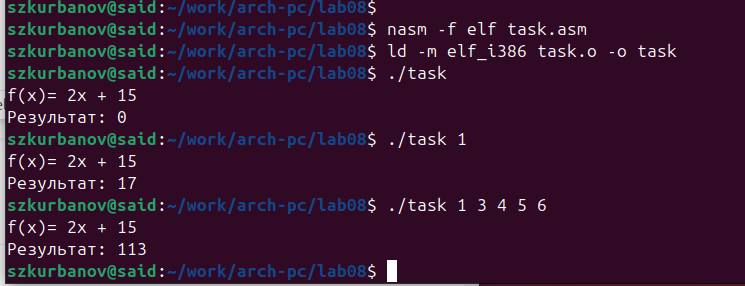 szkurbanov@said:~/work/arch-pc/lab08$
szkurbanov@said:~/work/arch-pc/lab08$ nasm -f elf task.asm
szkurbanov@said:~/work/arch-pc/lab08$ ld -m elf_i386 task.o -o task
szkurbanov@said:~/work/arch-pc/lab08$ ./task
f(x)= 2x + 15
Результат: 0
szkurbanov@said:~/work/arch-pc/lab08$ ./task 1
f(x)= 2x + 15
Результат: 17
szkurbanov@said:~/work/arch-pc/lab08$ ./task 1 3 4 5 6
f(x)= 2x + 15
Результат: 113
szkurbanov@said:~/work/arch-pc/lab08$